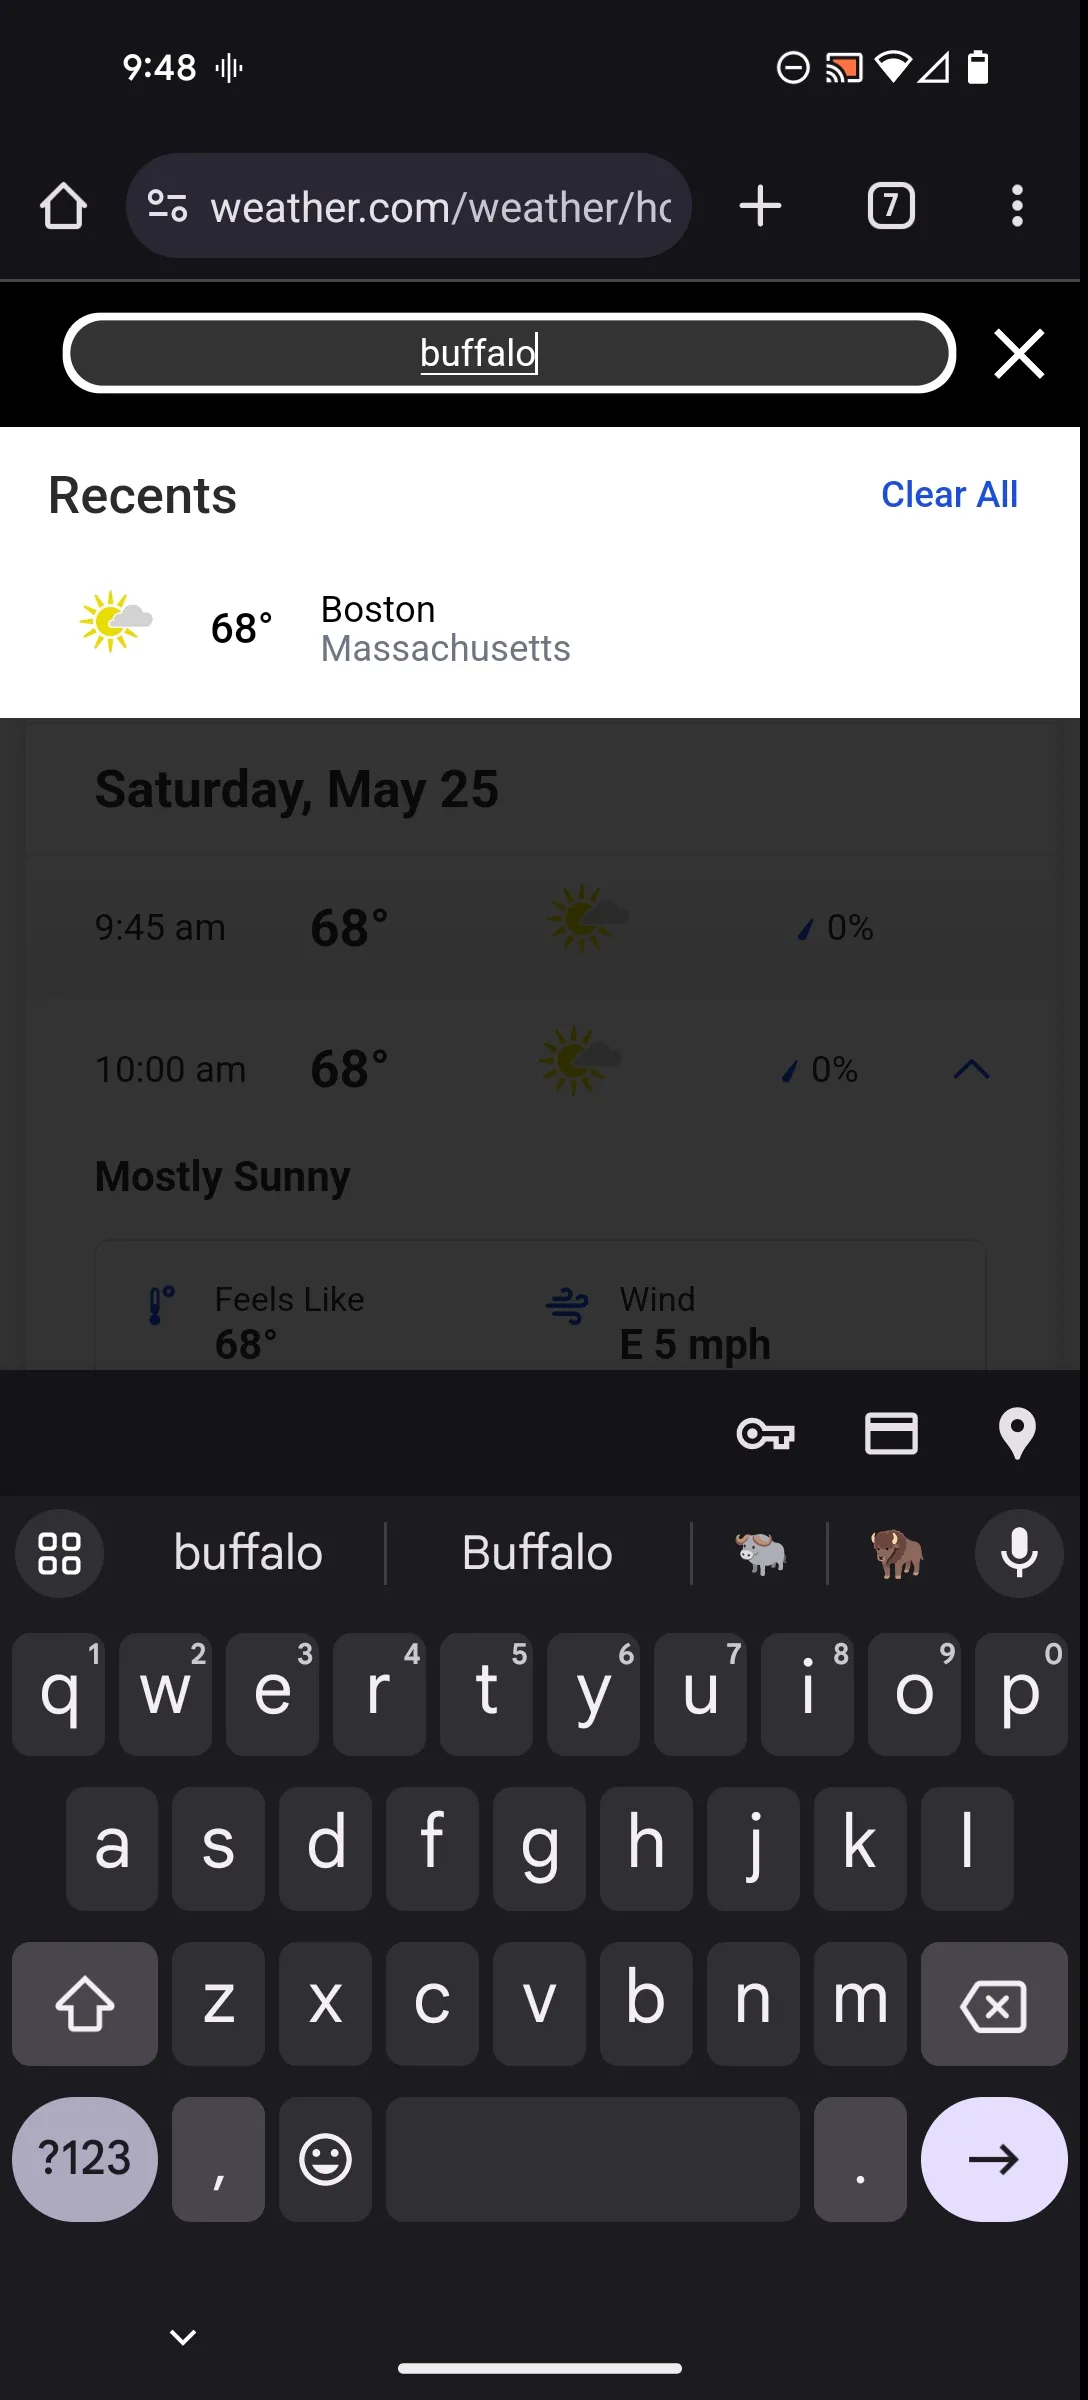 9:48
weather.com/weather/ho
7
buffalo
Recents
Clear All
68°
Boston
Massachusetts
Saturday, May 25
9:45 am 68° 0%
10:00 am 68° 0%
Mostly Sunny
Feels Like
68°
Wind
E 5 mph
buffalo
Buffalo
q1 w2 e3 r4 t5 y6 u7 i8 o9 p0
a s d f g h j k l
z x c v b n m
?123 , .